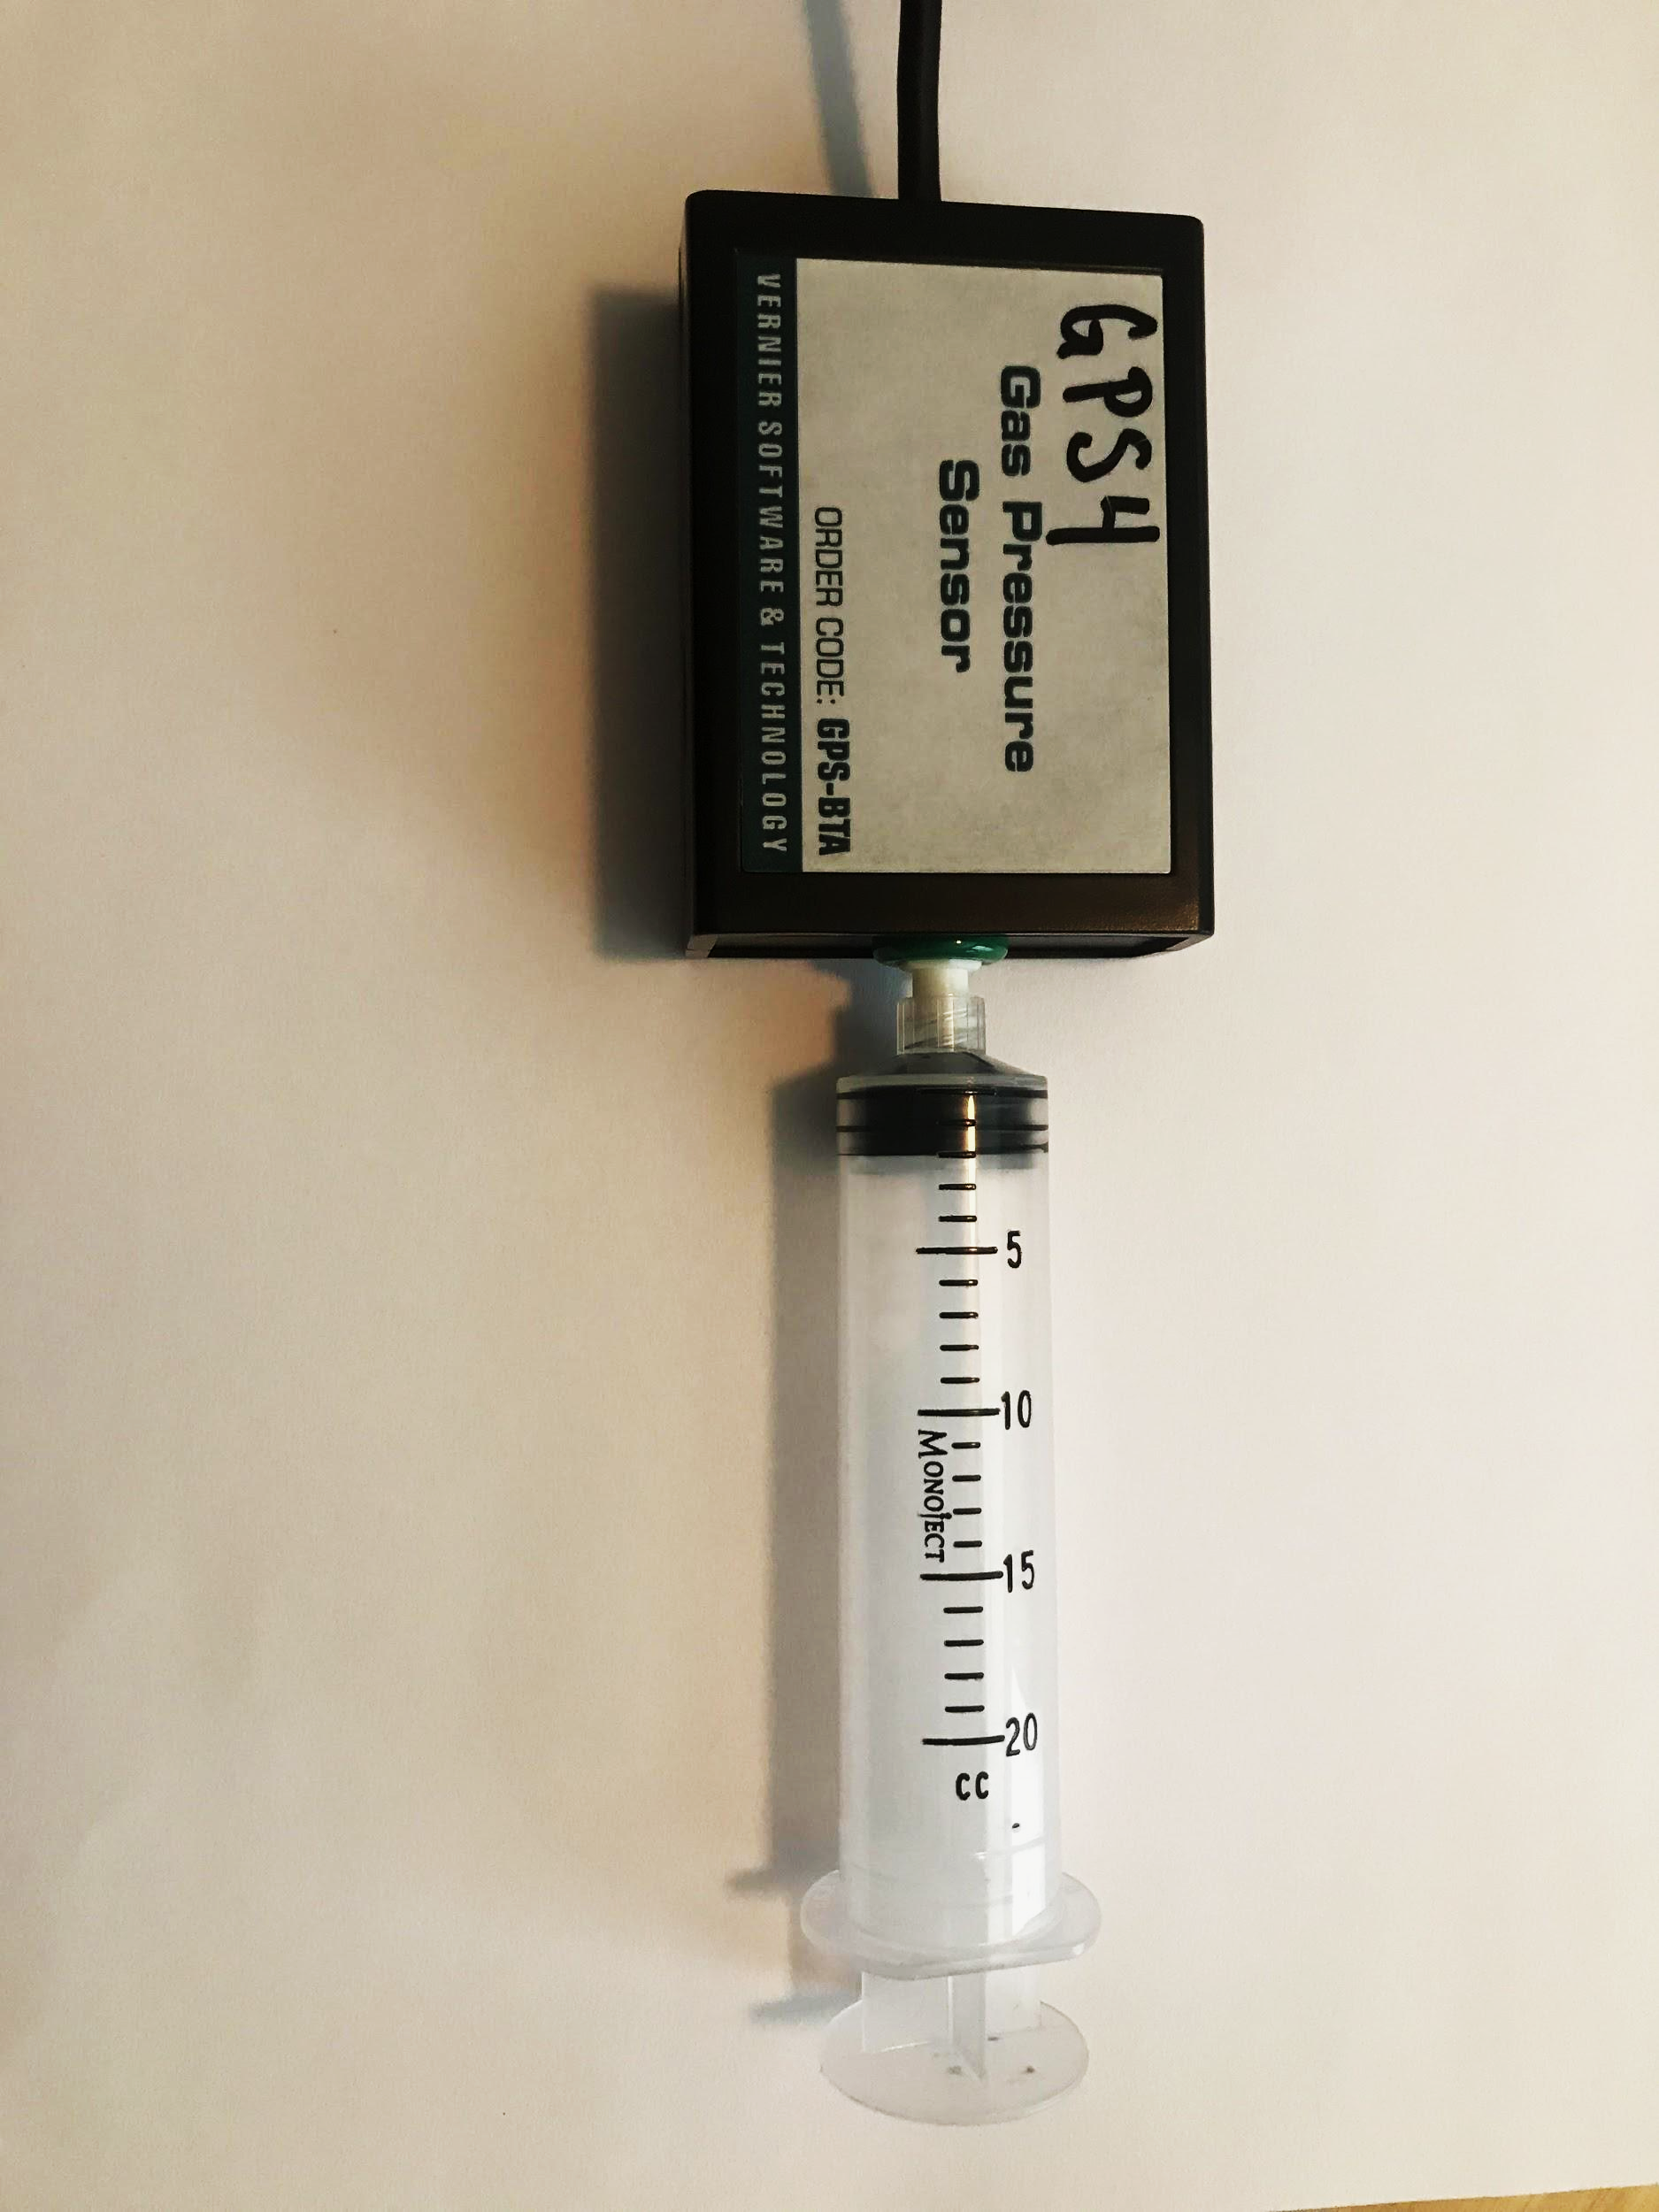 GPS4
Gas Pressure
Sensor
ORDER CODE: GPS-BTA
VERNIER SOFTWARE & TECHNOLOGY
5
10
MONOJECT
15
20
cc